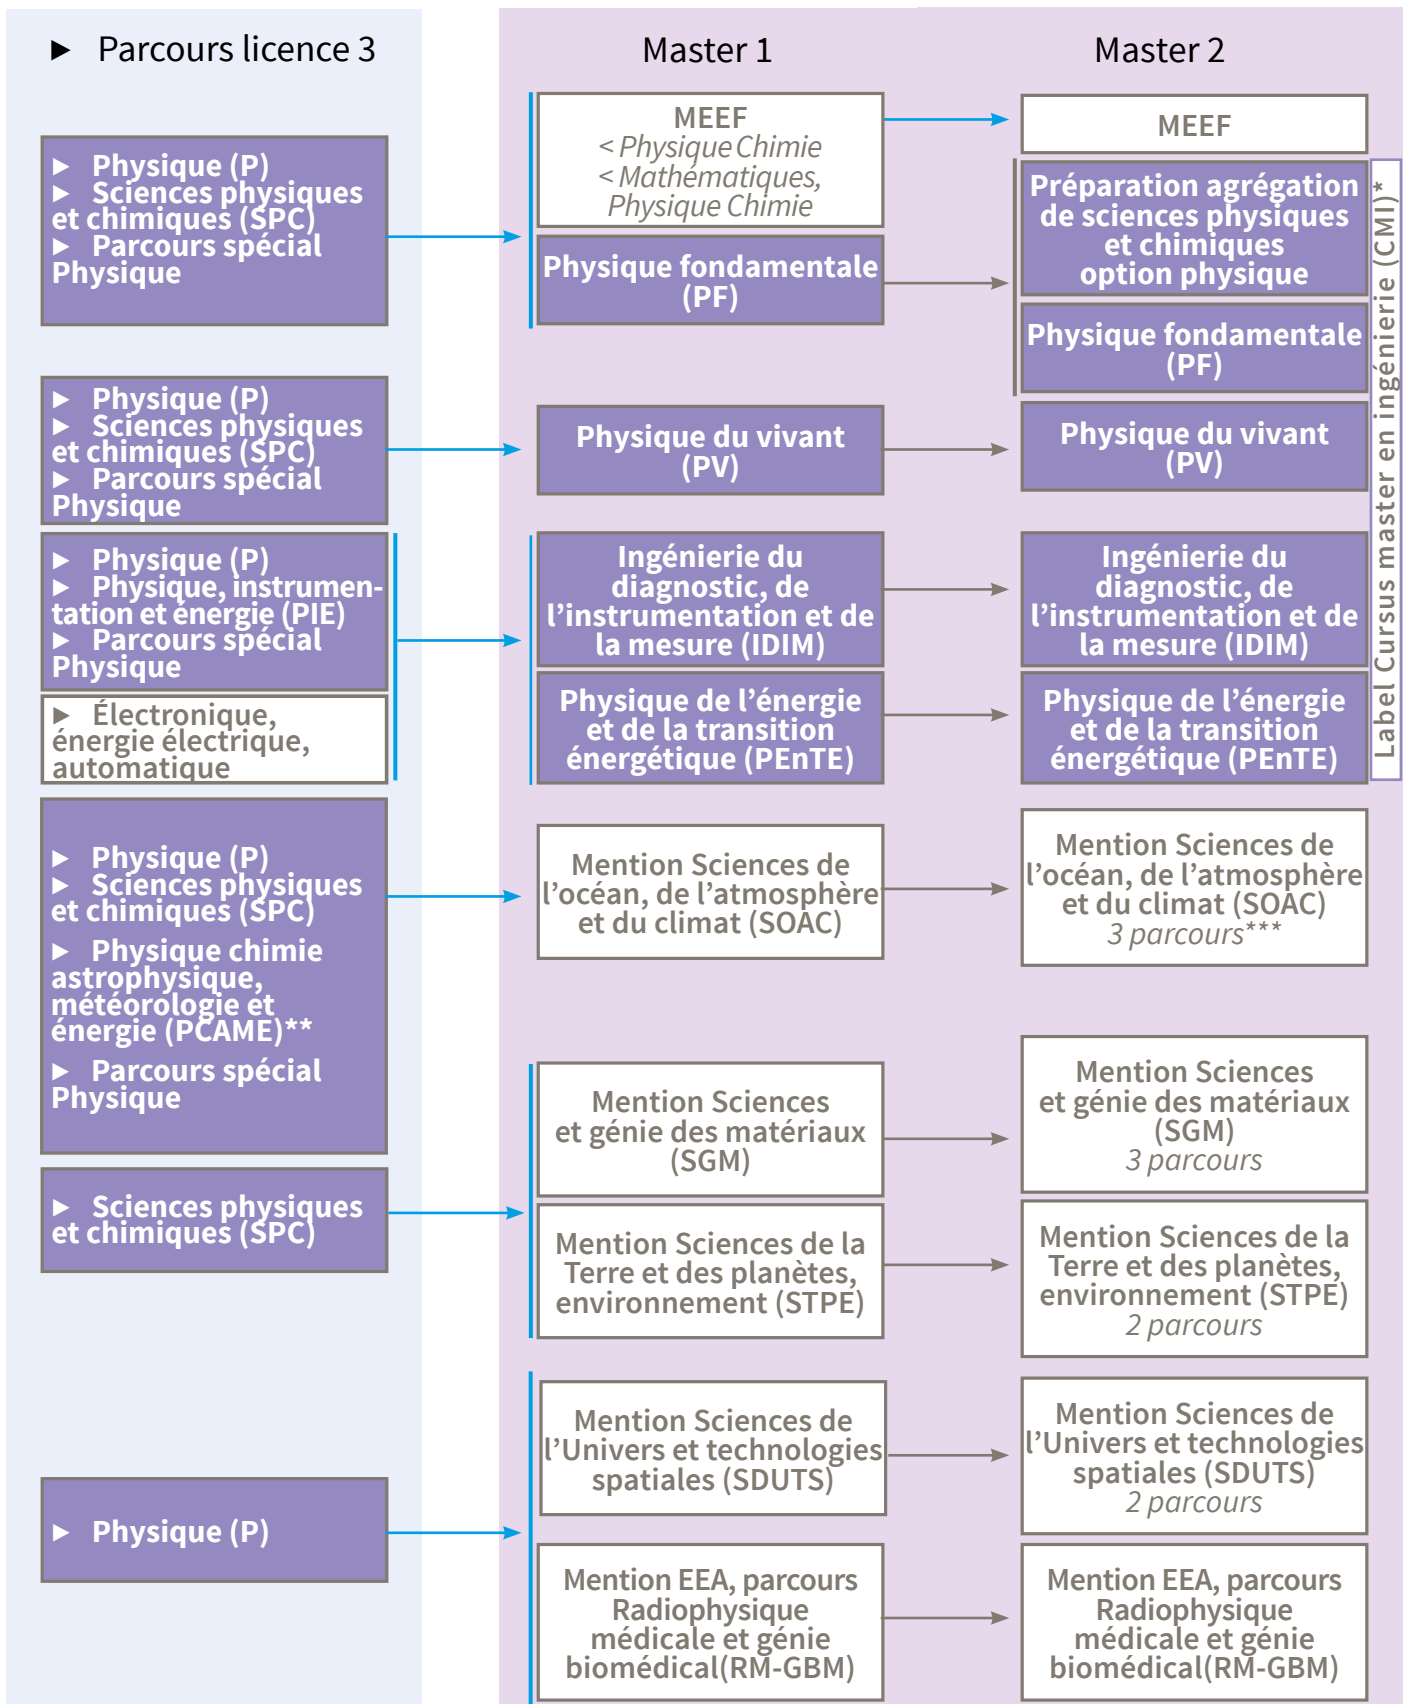 ► Parcours licence 3
Master 1
Master 2
► Physique (P)
► Sciences physiques
et chimiques (SPC)
► Parcours spécial
Physique
MEEF
< Physique Chimie
< Mathématiques,
Physique Chimie
Physique fondamentale
(PF)
MEEF
Préparation agrégation
de sciences physiques
et chimiques
option physique
Physique fondamentale
(PF)
► Physique (P)
► Sciences physiques
et chimiques (SPC)
► Parcours spécial
Physique
Physique du vivant
(PV)
Physique du vivant
(PV)
► Physique (P)
► Physique, instrumen-
tation et énergie (PIE)
► Parcours spécial
Physique
► Électronique,
énergie électrique,
automatique
Ingénierie du
diagnostic, de
l’instrumentation et de
la mesure (IDIM)
Physique de l’énergie
et de la transition
énergétique (PEnTE)
Ingénierie du
diagnostic, de
l’instrumentation et de
la mesure (IDIM)
Physique de l’énergie
et de la transition
énergétique (PEnTE)
Label Cursus master en ingénierie (CMI)*
► Physique (P)
► Sciences physiques
et chimiques (SPC)
► Physique chimie
astrophysique,
météorologie et
énergie (PCAME)**
► Parcours spécial
Physique
Mention Sciences de
l’océan, de l’atmosphère
et du climat (SOAC)
Mention Sciences de
l’océan, de l’atmosphère
et du climat (SOAC)
3 parcours***
► Sciences physiques
et chimiques (SPC)
Mention Sciences
et génie des matériaux
(SGM)
Mention Sciences
et génie des matériaux
(SGM)
3 parcours
Mention Sciences de la
Terre et des planètes,
environnement (STPE)
Mention Sciences de la
Terre et des planètes,
environnement (STPE)
2 parcours
► Physique (P)
Mention Sciences de
l’Univers et technologies
spatiales (SDUTS)
Mention Sciences de
l’Univers et technologies
spatiales (SDUTS)
2 parcours
Mention EEA, parcours
Radiophysique
médicale et génie
biomédical(RM-GBM)
Mention EEA, parcours
Radiophysique
médicale et génie
biomédical(RM-GBM)